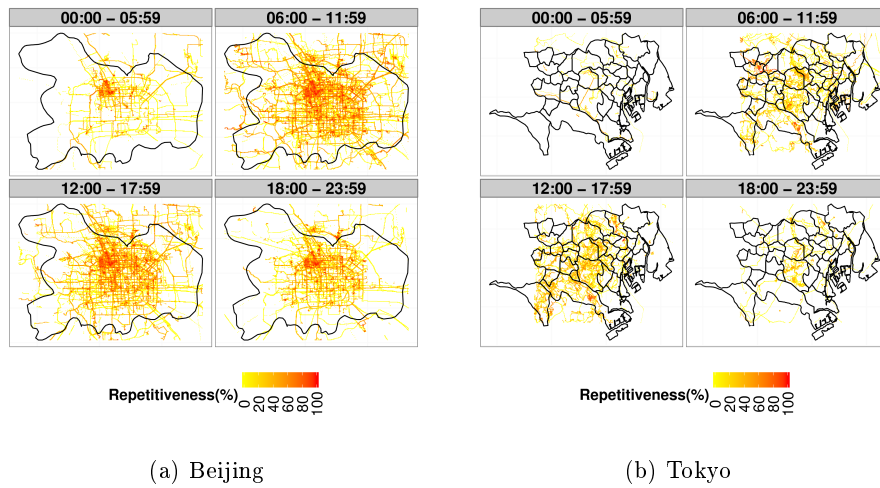 00:00 − 05:59
06:00 − 11:59
12:00 − 17:59
18:00 − 23:59
Repetitiveness(%)
0 20 40 60 80 100
(a) Beijing
00:00 − 05:59
06:00 − 11:59
12:00 − 17:59
18:00 − 23:59
Repetitiveness(%)
0 20 40 60 80 100
(b) Tokyo